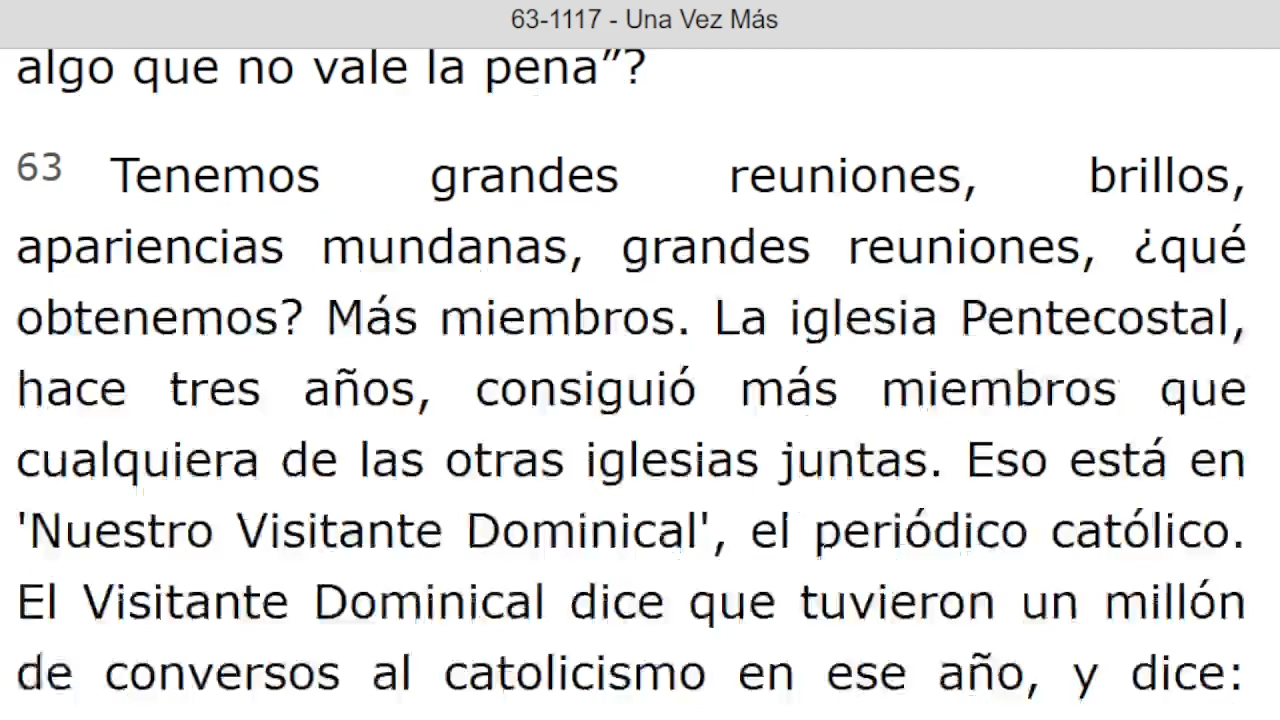 63-1117 - Una Vez Más
algo que no vale la pena”?
63 Tenemos grandes reuniones, brillos,
apariencias mundanas, grandes reuniones, ¿qué
obtenemos? Más miembros. La iglesia Pentecostal,
hace tres años, consiguió más miembros que
cualquiera de las otras iglesias juntas. Eso está en
'Nuestro Visitante Dominical', el periódico católico.
El Visitante Dominical dice que tuvieron un millón
de conversos al catolicismo en ese año, y dice: